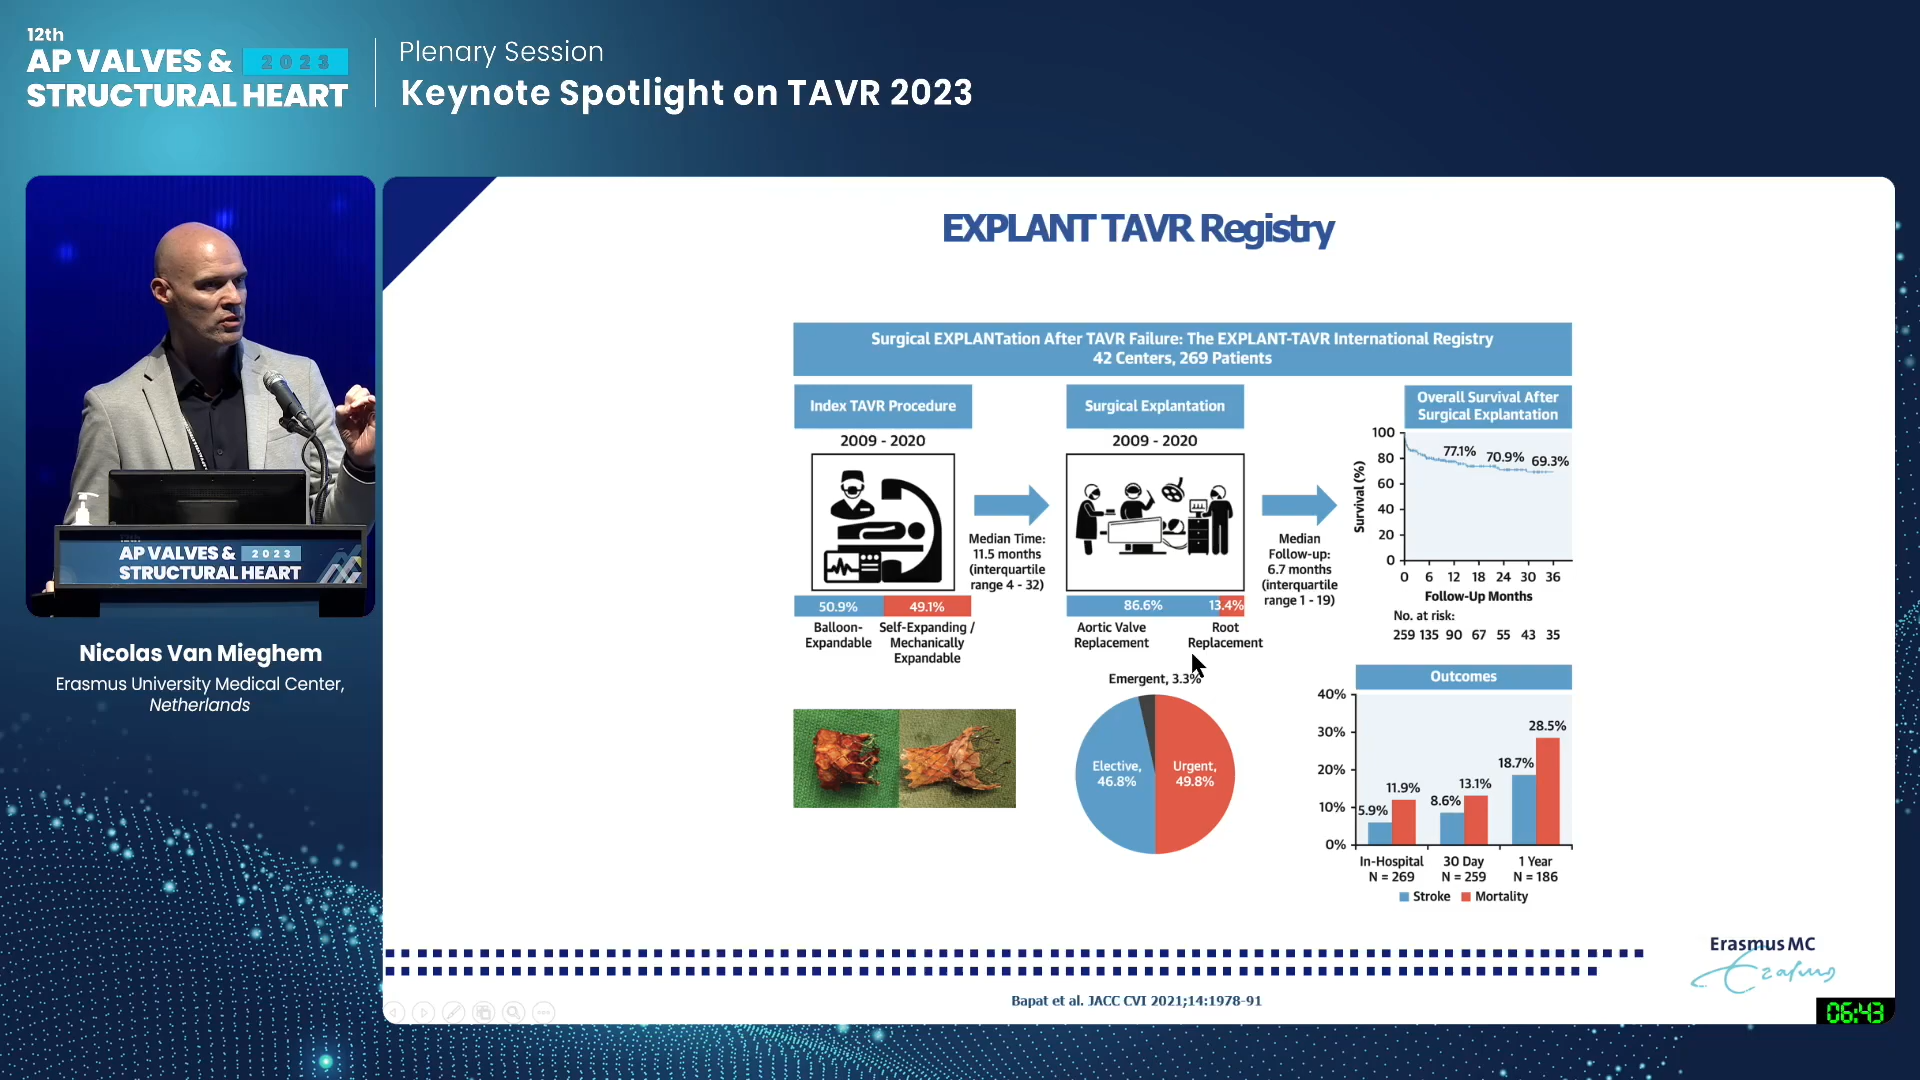 12th
AP VALVES & 2023
STRUCTURAL HEART
Plenary Session
Keynote Spotlight on TAVR 2023
AP VALVES & 2023
STRUCTURAL HEART
Nicolas Van Mieghem
Erasmus University Medical Center,
Netherlands
EXPLANT TAVR Registry
Surgical EXPLANTation After TAVR Failure: The EXPLANT-TAVR International Registry
42 Centers, 269 Patients
Index TAVR Procedure
2009 - 2020
50.9%
49.1%
Balloon-
Expandable
Self-Expanding /
Mechanically
Expandable
Median Time:
11.5 months
(interquartile
range 4 - 32)
Surgical Explantation
2009 - 2020
86.6%
13.4%
Aortic Valve
Replacement
Root
Replacement
Median
Follow-up:
6.7 months
(interquartile
range 1 - 19)
Emergent, 3.3%
Elective,
46.8%
Urgent,
49.8%
Overall Survival After
Surgical Explantation
Survival (%)
100
80
60
40
20
0
77.1%
70.9%
69.3%
0 6 12 18 24 30 36
Follow-Up Months
No. at risk:
259 135 90 67 55 43 35
Outcomes
40%
30%
20%
10%
0%
5.9%
11.9%
8.6%
13.1%
18.7%
28.5%
In-Hospital
N = 269
30 Day
N = 259
1 Year
N = 186
Stroke
Mortality
Erasmus MC
Erasmus
Bapat et al. JACC CVI 2021;14:1978-91
06:43